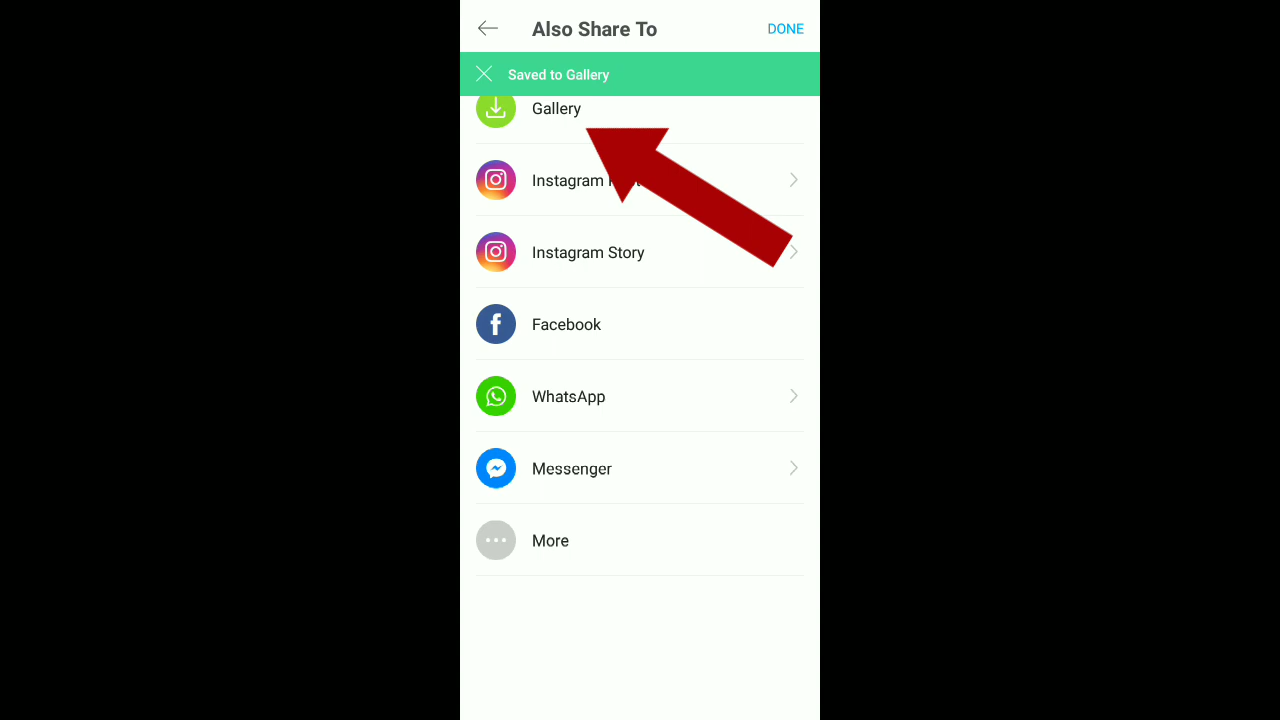 Also Share To
DONE
Saved to Gallery
Gallery
Instagram
Instagram Story
Facebook
WhatsApp
Messenger
More